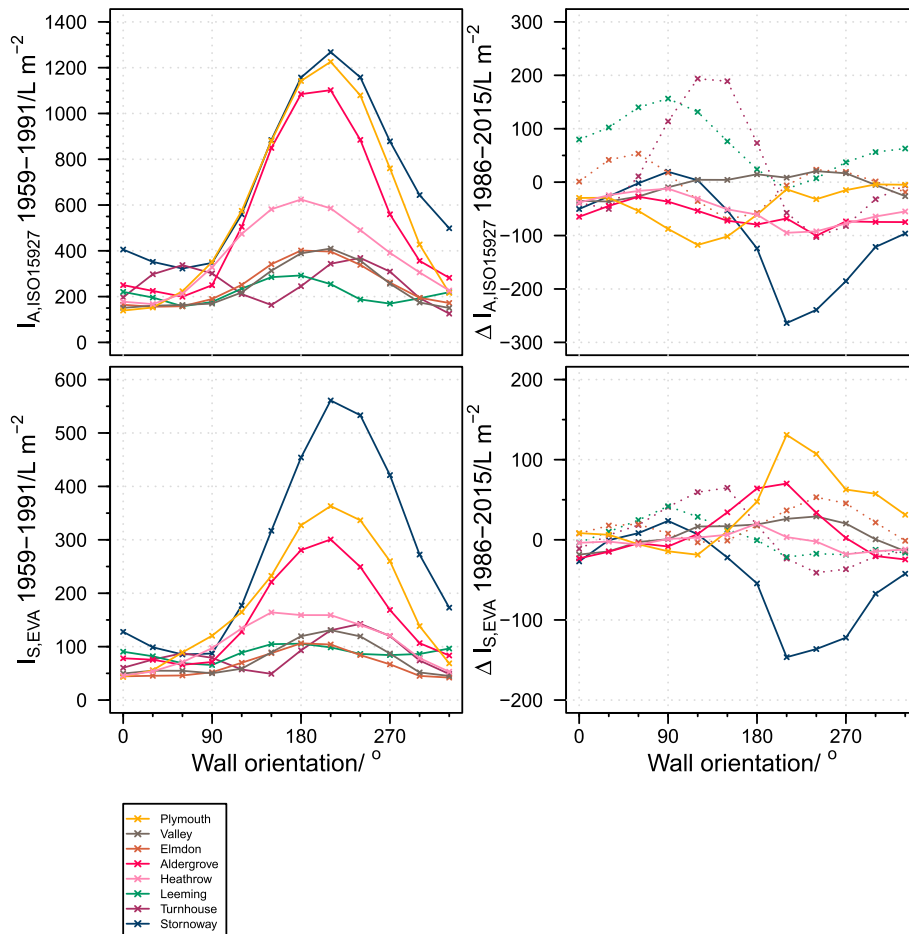 I_A,ISO15927 1959−1991/L m⁻²
1400
1200
1000
800
600
400
200
0
Δ I_A,ISO15927 1986−2015/L m⁻²
300
200
100
0
−100
−200
−300
I_S,EVA 1959−1991/L m⁻²
600
500
400
300
200
100
0
0 90 180 270
Wall orientation/ °
Δ I_S,EVA 1986−2015/L m⁻²
200
100
0
−100
−200
0 90 180 270
Wall orientation/ °
Plymouth
Valley
Elmdon
Aldergrove
Heathrow
Leeming
Turnhouse
Stornoway